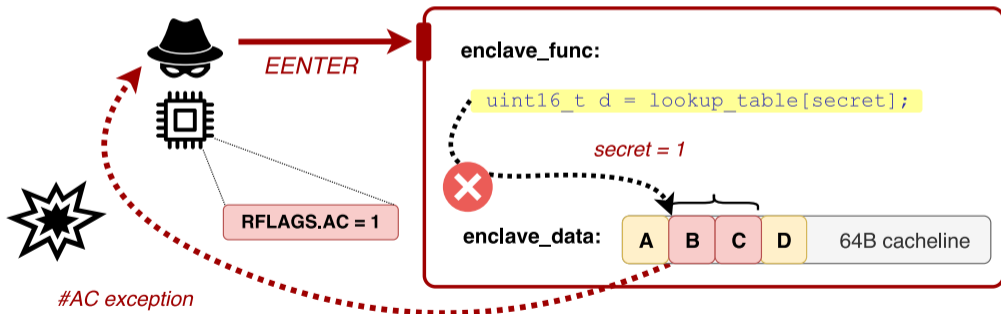 EENTER
enclave_func:
uint16_t d = lookup_table[secret];
secret = 1
RFLAGS.AC = 1
enclave_data:
A B C D 64B cacheline
#AC exception